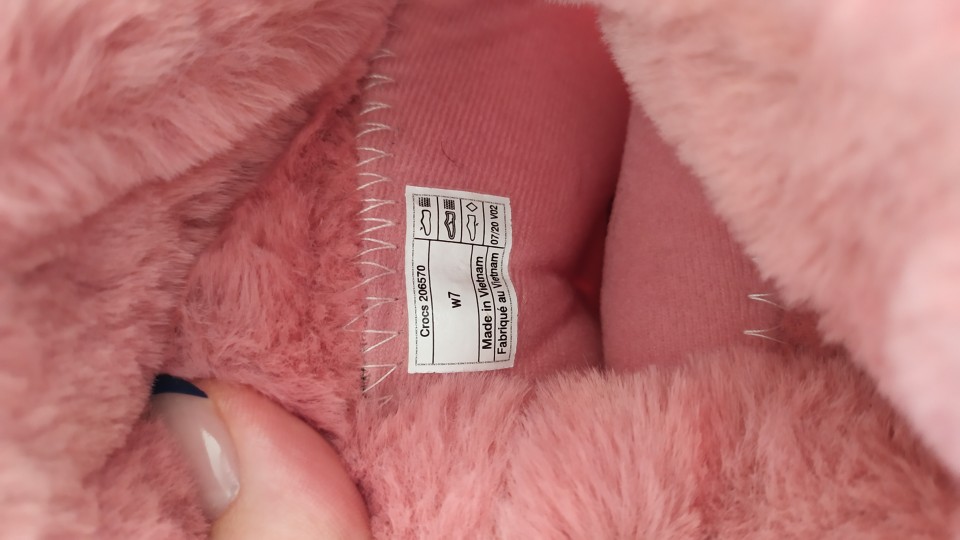 Crocs 206570
W7
Made in Vietnam
Fabriqué au Vietnam
07/20 V02